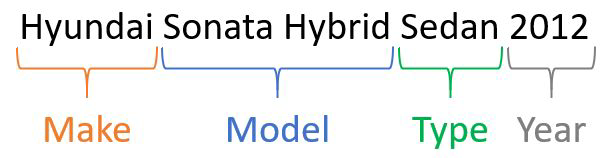 Hyundai Sonata Hybrid Sedan 2012
Make Model Type Year